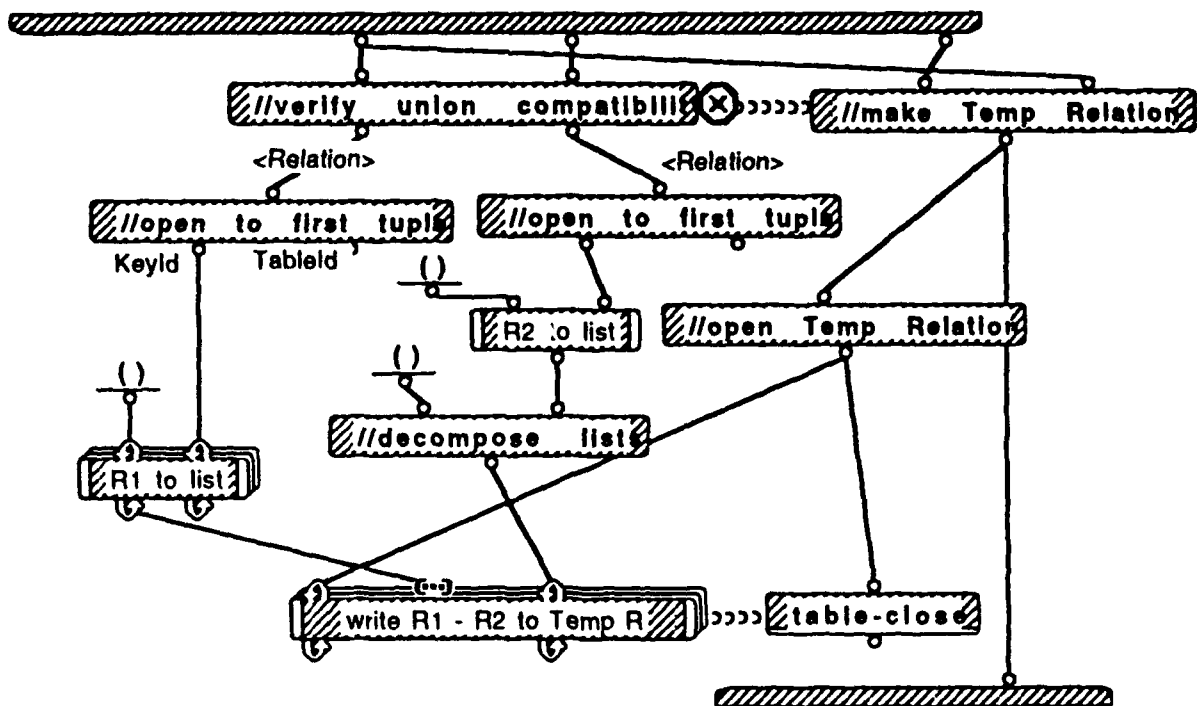 //verify union compatibili
//make Temp Relation
<Relation>
<Relation>
//open to first tupl
//open to first tupl
KeyId TableId
( )
R2 to list
//open Temp Relation
( )
( )
//decompose lists
R1 to list
write R1 - R2 to Temp R
table-close